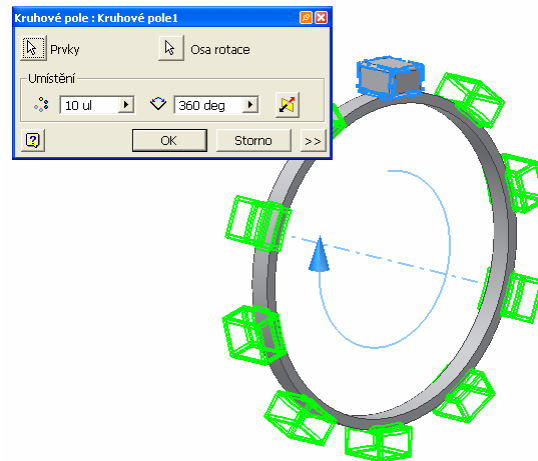 Kruhové pole : Kruhové pole1
Prvky
Osa rotace
Umístění
10 ul
360 deg
OK
Storno
>>